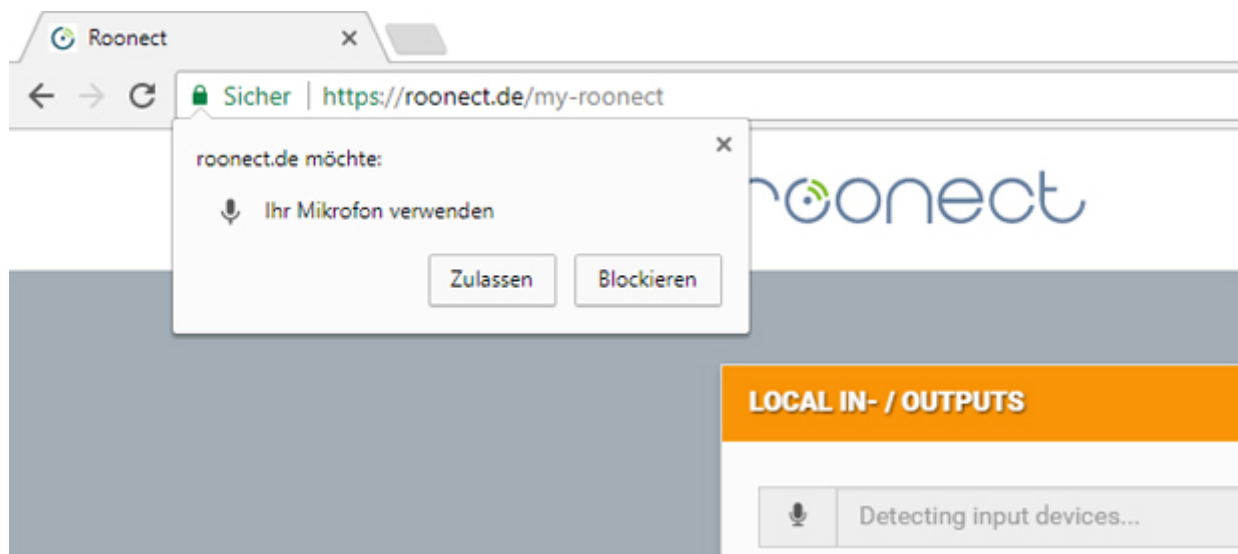 Roonect
Sicher | https://roonect.de/my-roonect
roonect.de möchte:
Ihr Mikrofon verwenden
Zulassen Blockieren
roonect
LOCAL IN- / OUTPUTS
Detecting input devices...